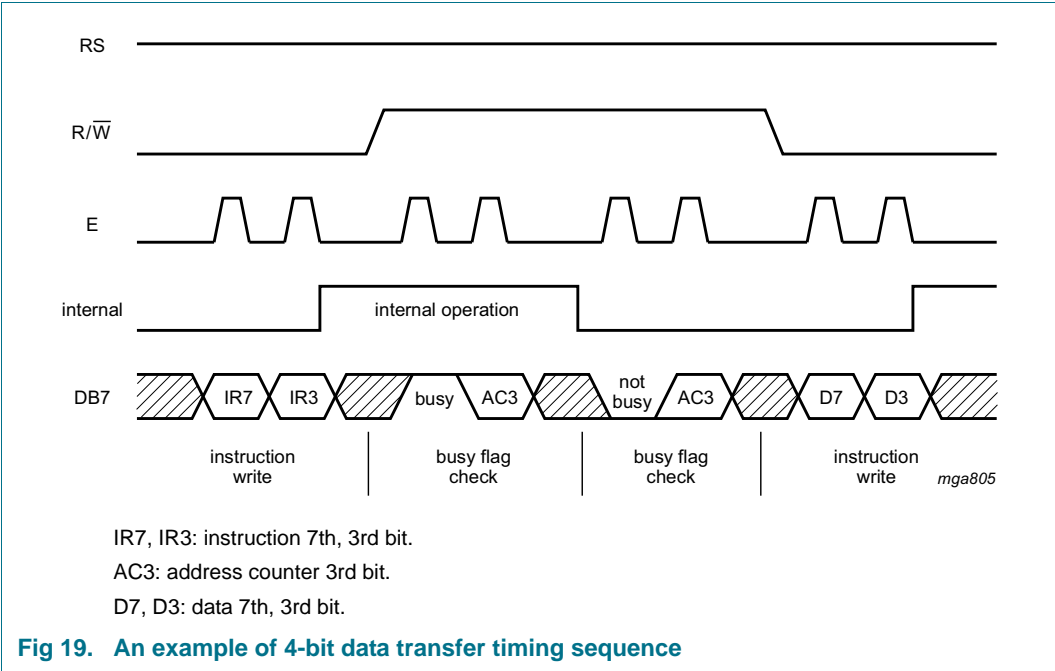 RS
R/W̅
E
internal
internal operation
DB7
IR7 IR3 busy AC3 not busy AC3 D7 D3
instruction write
busy flag check
busy flag check
instruction write
mga805
IR7, IR3: instruction 7th, 3rd bit.
AC3: address counter 3rd bit.
D7, D3: data 7th, 3rd bit.
Fig 19. An example of 4-bit data transfer timing sequence